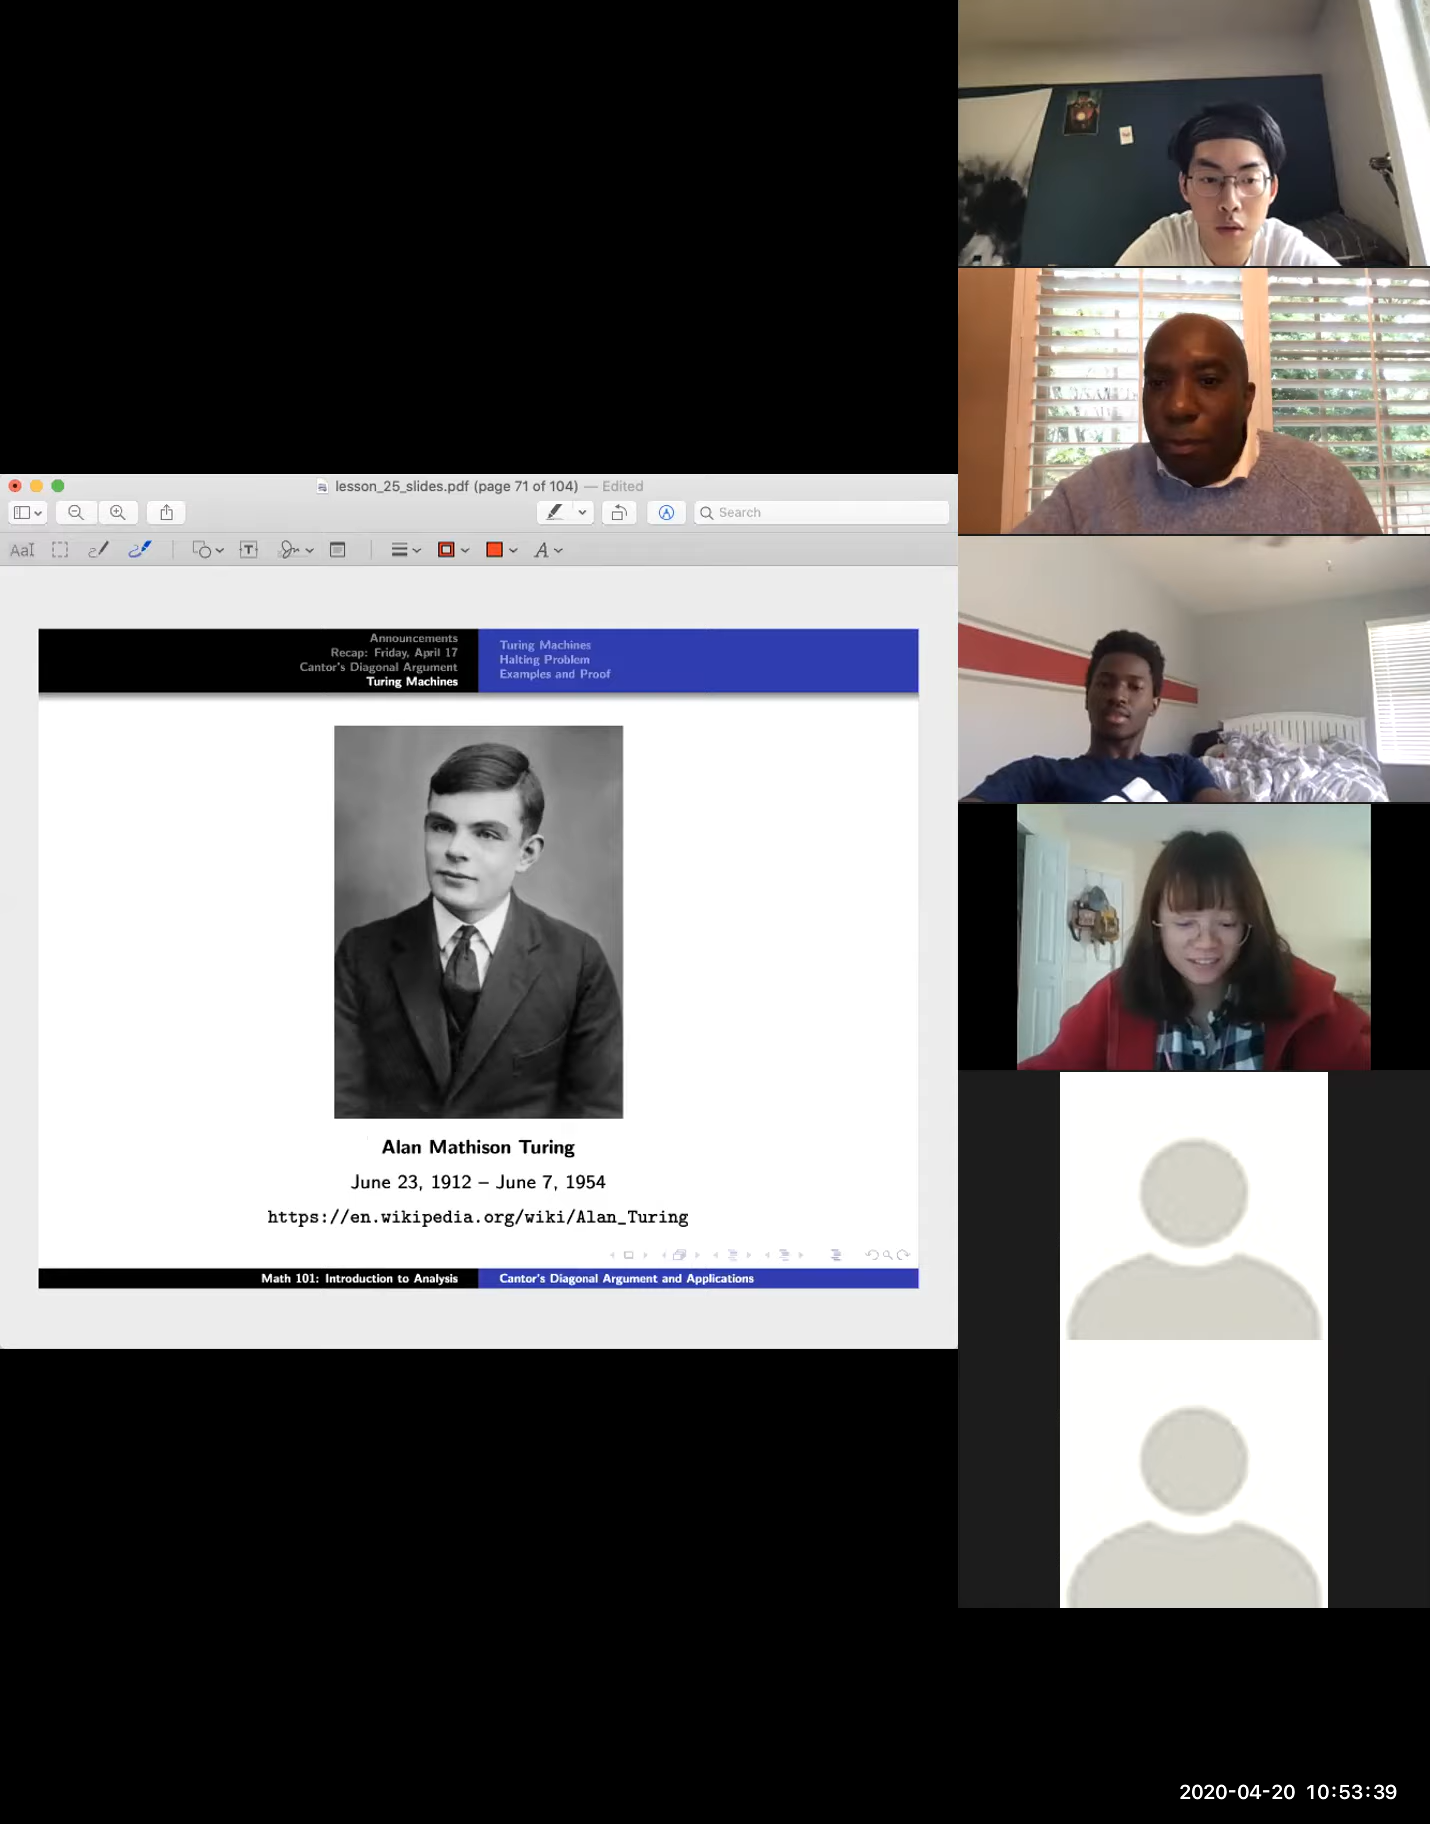 lesson_25_slides.pdf (page 71 of 104) — Edited
Search
AaI
T
A
Announcements
Recap: Friday, April 17
Cantor's Diagonal Argument
Turing Machines
Turing Machines
Halting Problem
Examples and Proof
Alan Mathison Turing
June 23, 1912 – June 7, 1954
https://en.wikipedia.org/wiki/Alan_Turing
Math 101: Introduction to Analysis
Cantor's Diagonal Argument and Applications
2020-04-20 10:53:39